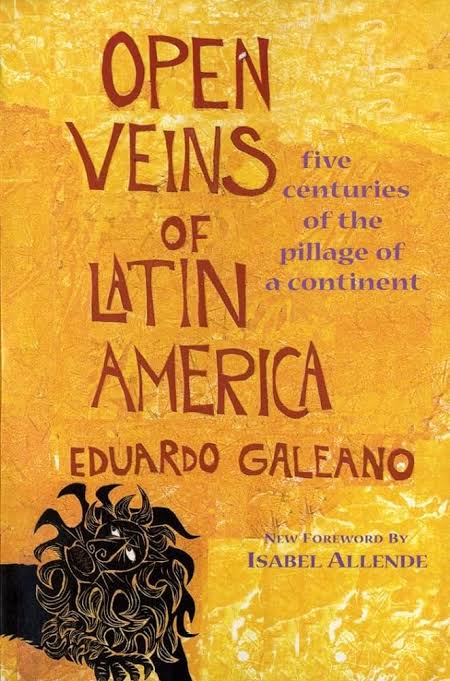 OPEN
VEINS
OF
LATIN
AMERICA
five
centuries
of the
pillage of
a continent
EDUARDO GALEANO
NEW FOREWORD BY
ISABEL ALLENDE